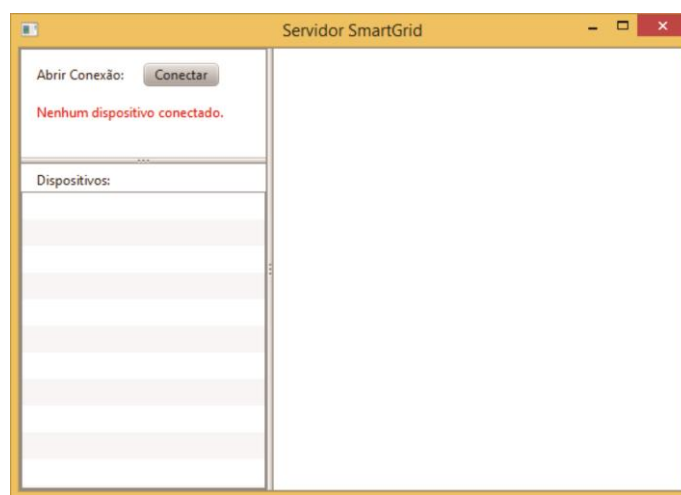 Servidor SmartGrid
Abrir Conexão: Conectar
Nenhum dispositivo conectado.
Dispositivos: